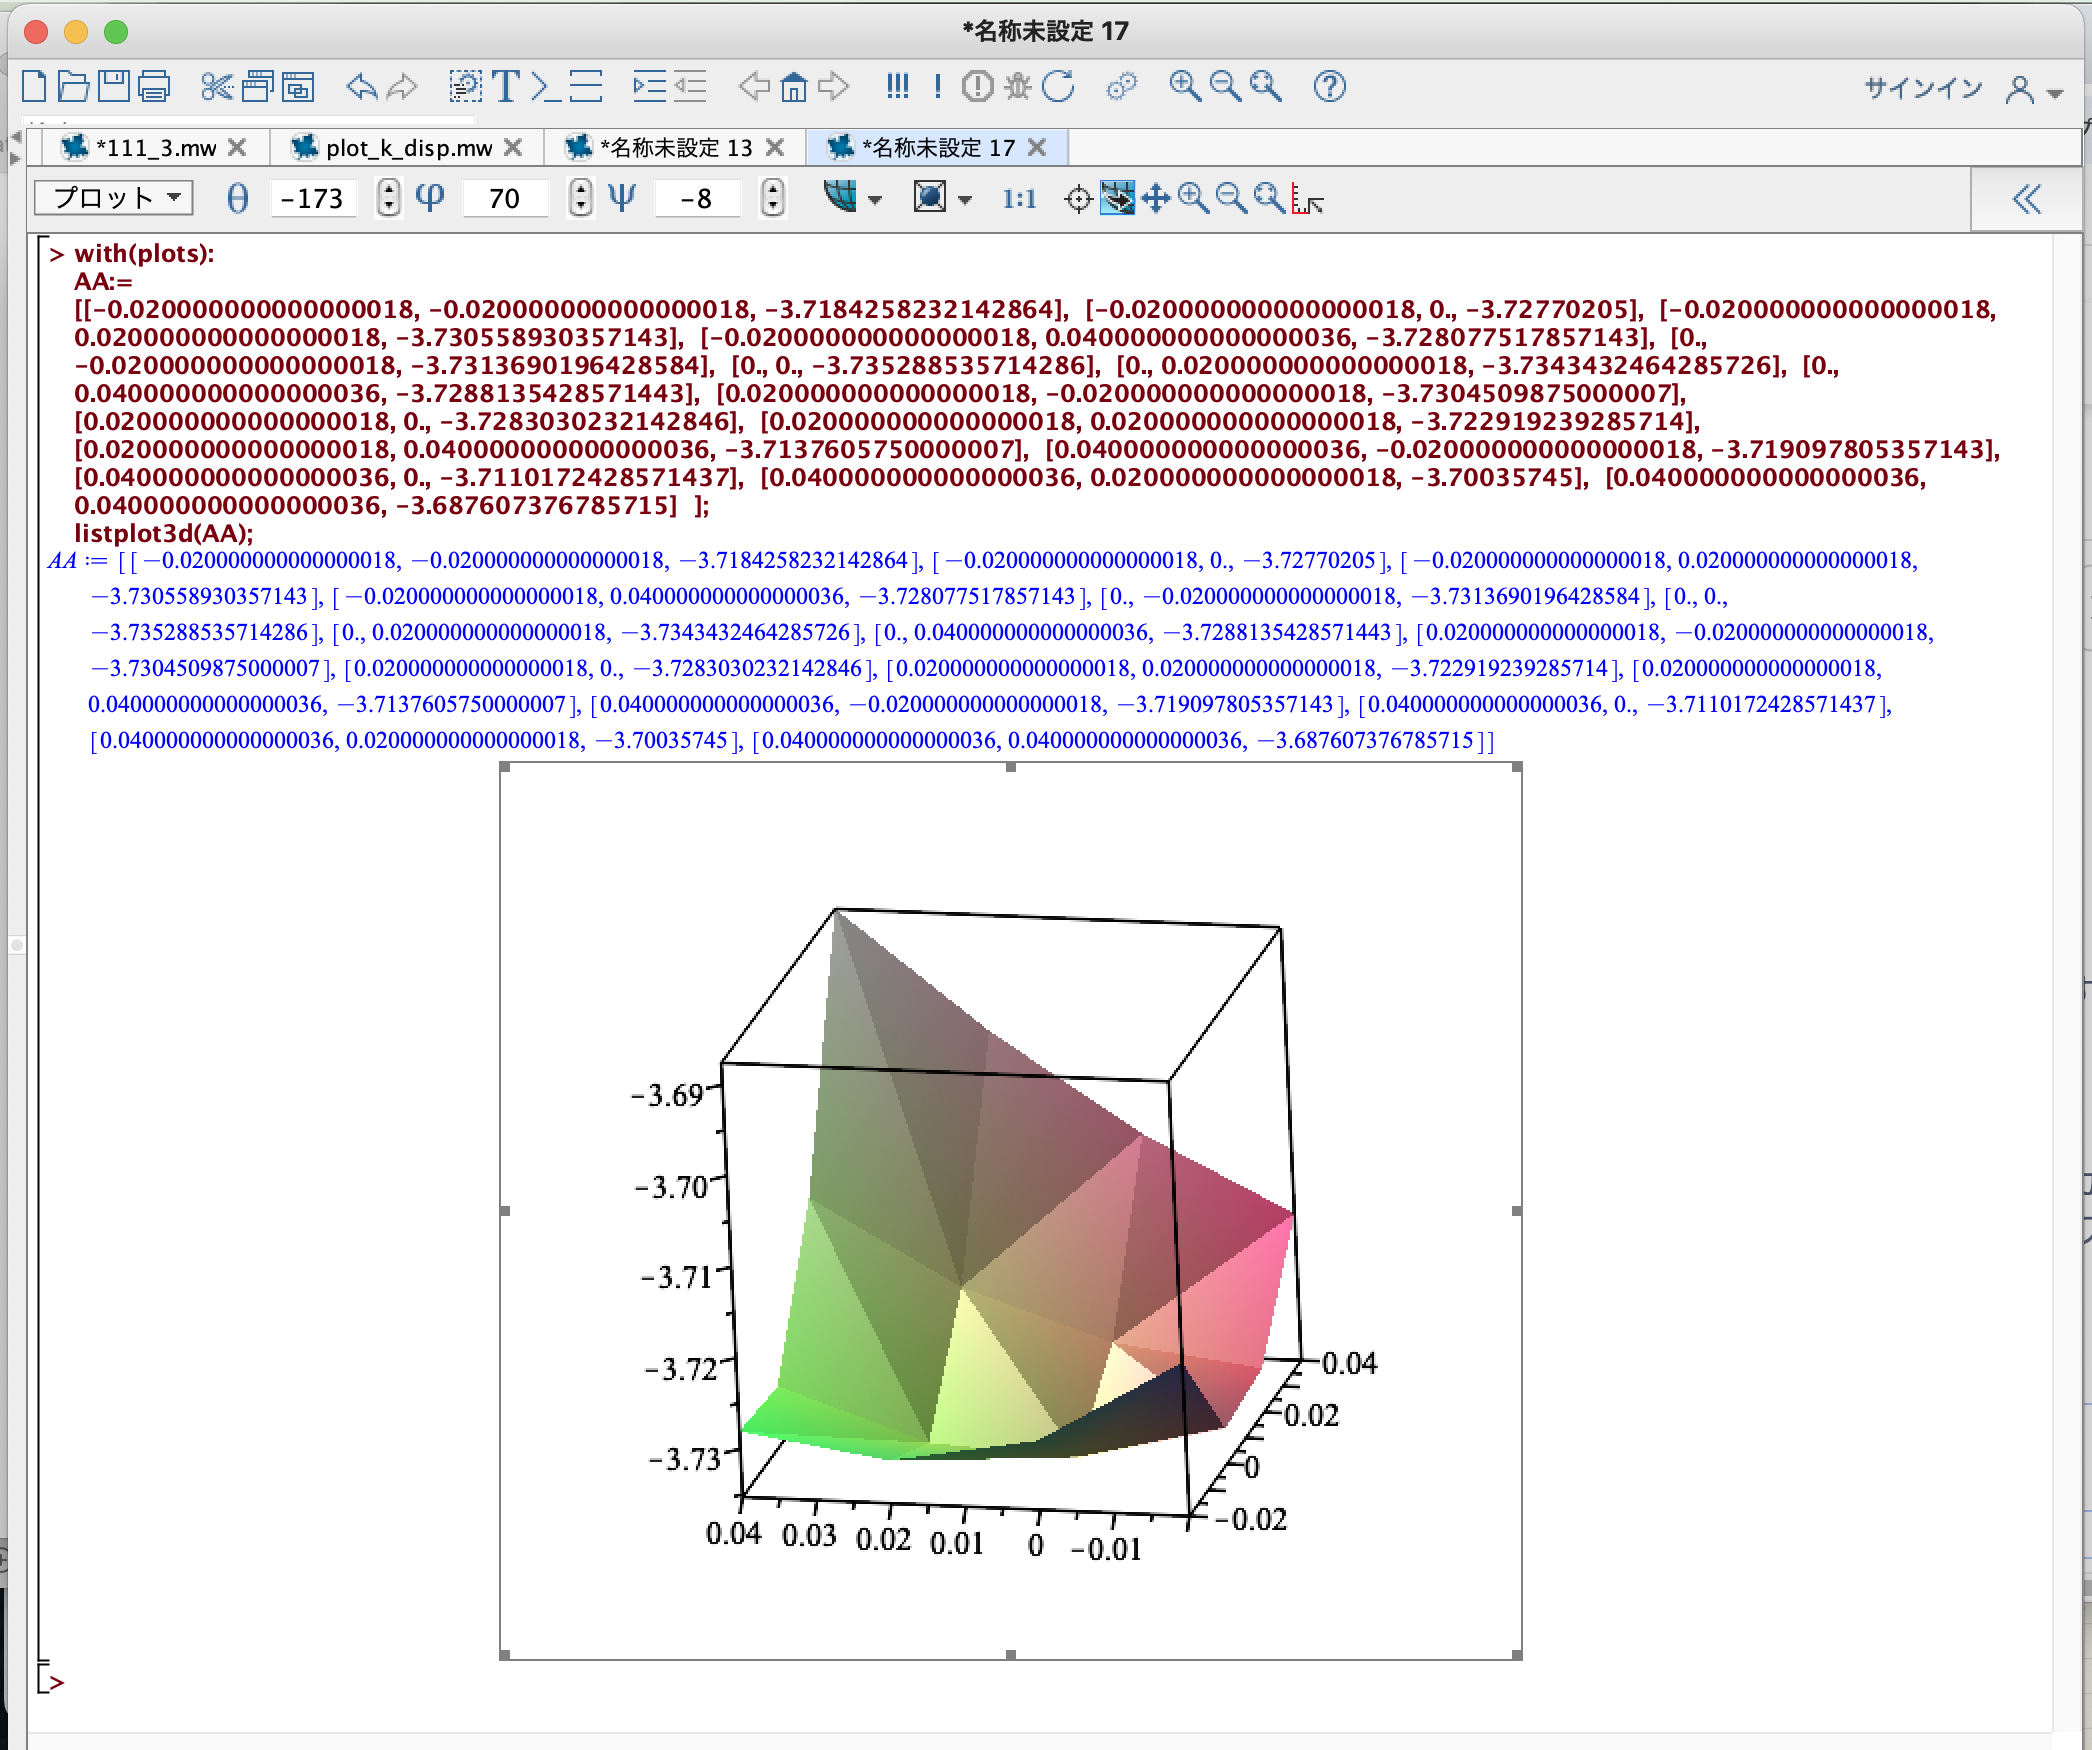 *名称未設定 17
サインイン
*111_3.mw
plot_k_disp.mw
*名称未設定 13
*名称未設定 17
プロット θ -173 φ 70 ψ -8 1:1
> with(plots):
AA:=
[[-0.020000000000000018, -0.020000000000000018, -3.7184258232142864], [-0.020000000000000018, 0., -3.72770205], [-0.020000000000000018,
0.020000000000000018, -3.730558930357143], [-0.020000000000000018, 0.040000000000000036, -3.728077517857143], [0.,
-0.020000000000000018, -3.7313690196428584], [0., 0., -3.735288535714286], [0., 0.020000000000000018, -3.7343432464285726], [0.,
0.040000000000000036, -3.7288135428571443], [0.020000000000000018, -0.020000000000000018, -3.7304509875000007],
[0.020000000000000018, 0., -3.7283030232142846], [0.020000000000000018, 0.020000000000000018, -3.722919239285714],
[0.020000000000000018, 0.040000000000000036, -3.7137605750000007], [0.040000000000000036, -0.020000000000000018, -3.719097805357143],
[0.040000000000000036, 0., -3.7110172428571437], [0.040000000000000036, 0.020000000000000018, -3.70035745], [0.040000000000000036,
0.040000000000000036, -3.687607376785715] ];
listplot3d(AA);
AA := [[-0.020000000000000018, -0.020000000000000018, -3.7184258232142864], [-0.020000000000000018, 0., -3.72770205], [-0.020000000000000018, 0.020000000000000018,
-3.730558930357143], [-0.020000000000000018, 0.040000000000000036, -3.728077517857143], [0., -0.020000000000000018, -3.7313690196428584], [0., 0.,
-3.735288535714286], [0., 0.020000000000000018, -3.7343432464285726], [0., 0.040000000000000036, -3.7288135428571443], [0.020000000000000018, -0.020000000000000018,
-3.7304509875000007], [0.020000000000000018, 0., -3.7283030232142846], [0.020000000000000018, 0.020000000000000018, -3.722919239285714], [0.020000000000000018,
0.040000000000000036, -3.7137605750000007], [0.040000000000000036, -0.020000000000000018, -3.719097805357143], [0.040000000000000036, 0., -3.7110172428571437],
[0.040000000000000036, 0.020000000000000018, -3.70035745], [0.040000000000000036, 0.040000000000000036, -3.687607376785715]]
-3.69
-3.70
-3.71
-3.72
-3.73
0.04 0.03 0.02 0.01 0 -0.01
0.04
0.02
0
-0.02
>